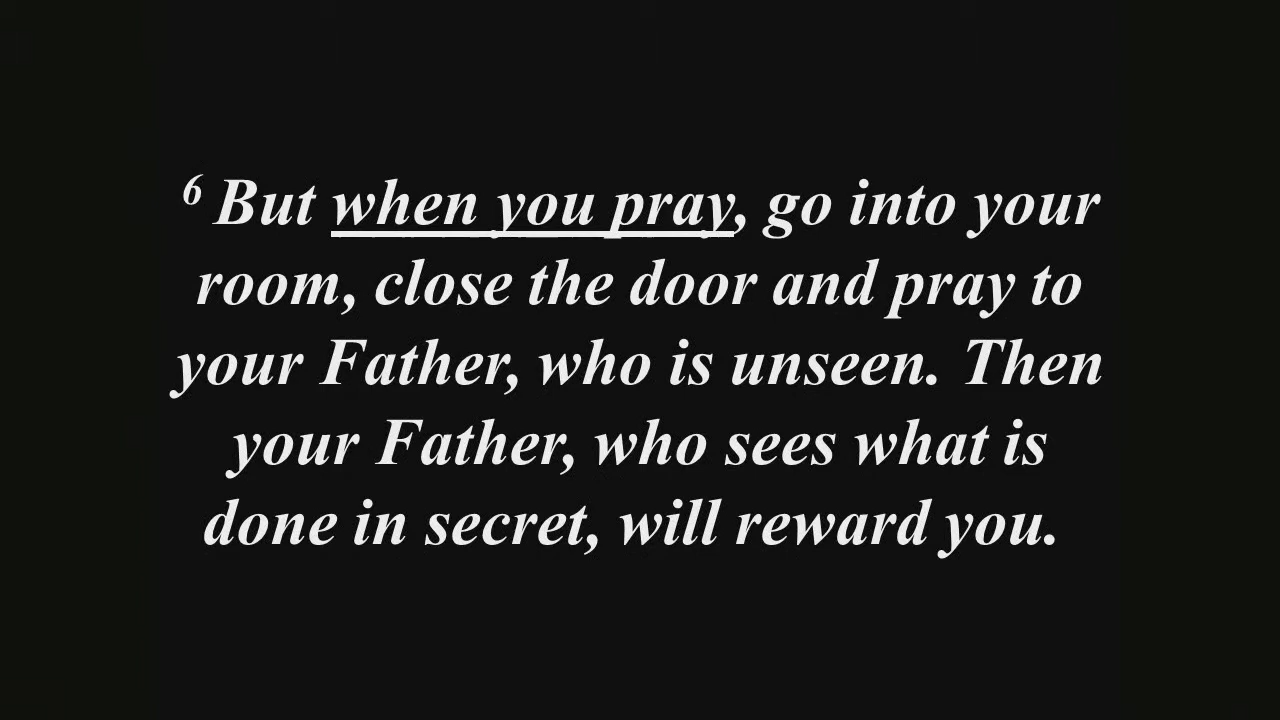 6 But when you pray, go into your
room, close the door and pray to
your Father, who is unseen. Then
your Father, who sees what is
done in secret, will reward you.